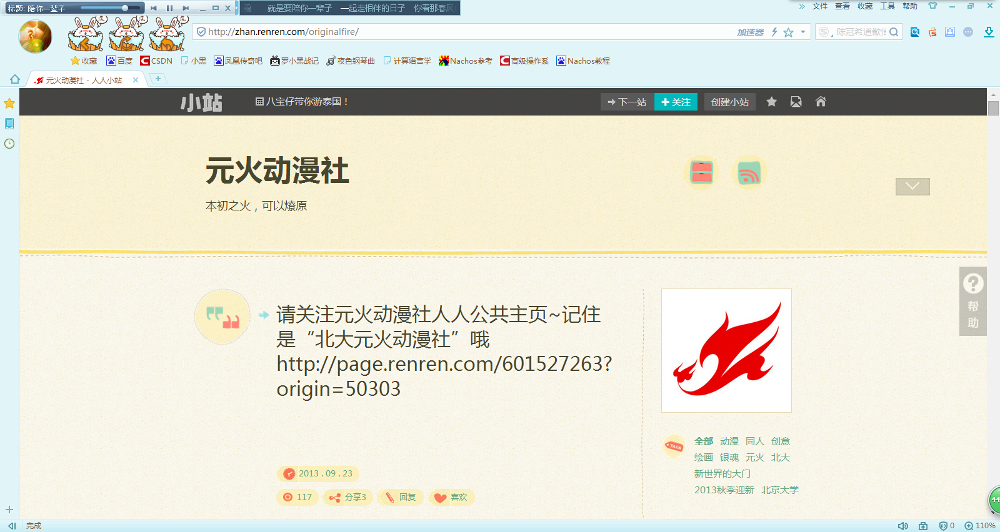 标题: 陪你一辈子
霞 就是要陪你一辈子 一起走相伴的日子 你看那春风
» 文件 查看 收藏 工具 帮助
http://zhan.renren.com/originalfire/
加速器
陈冠希道歉信
收藏 百度 CSDN 小黑 凤凰传奇吧 罗小黑战记 夜色钢琴曲 计算语言学 Nachos参考 高级操作系 Nachos教程
元火动漫社 - 人人小站
小站 八宝仔带你游泰国！ 下一站 关注 创建小站
元火动漫社
本初之火，可以燎原
帮
助
请关注元火动漫社人人公共主页~记住
是“北大元火动漫社”哦
http://page.renren.com/601527263?
origin=50303
2013 . 09 . 23
117 分享3 回复 喜欢
TAGS
全部 动漫 同人 创意
绘画 银魂 元火 北大
新世界的大门
2013秋季迎新 北京大学
44
完成
0 110%